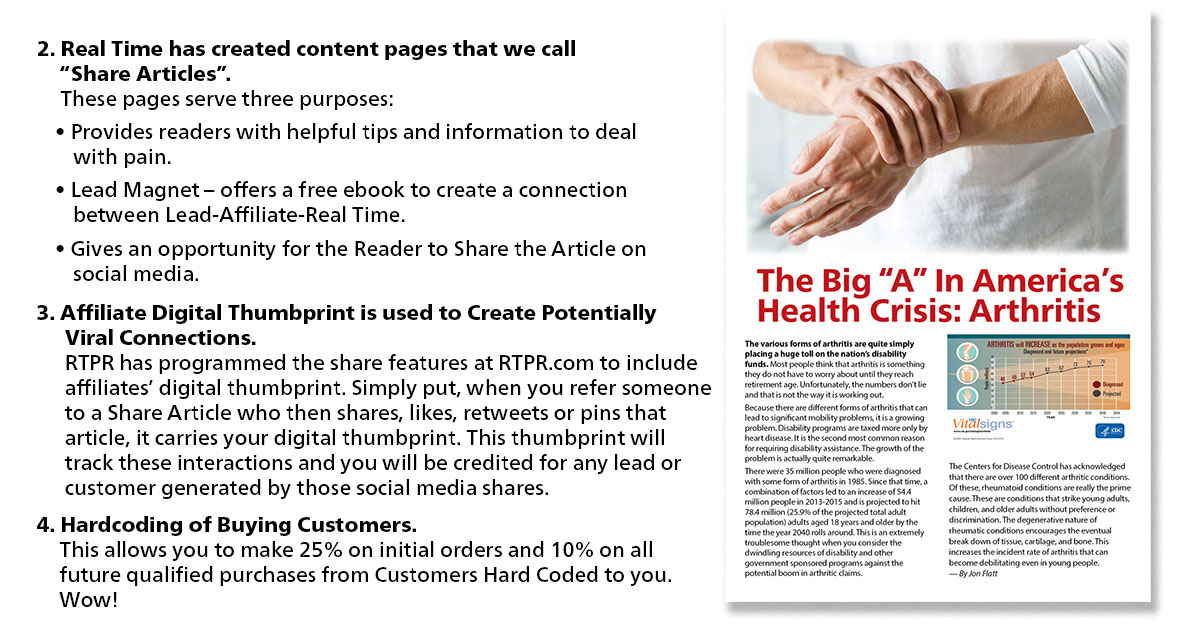 2. Real Time has created content pages that we call
“Share Articles”.
These pages serve three purposes:
• Provides readers with helpful tips and information to deal
with pain.
• Lead Magnet – offers a free ebook to create a connection
between Lead-Affiliate-Real Time.
• Gives an opportunity for the Reader to Share the Article on
social media.
3. Affiliate Digital Thumbprint is used to Create Potentially
Viral Connections.
RTPR has programmed the share features at RTPR.com to include
affiliates’ digital thumbprint. Simply put, when you refer someone
to a Share Article who then shares, likes, retweets or pins that
article, it carries your digital thumbprint. This thumbprint will
track these interactions and you will be credited for any lead or
customer generated by those social media shares.
4. Hardcoding of Buying Customers.
This allows you to make 25% on initial orders and 10% on all
future qualified purchases from Customers Hard Coded to you.
Wow!
The Big “A” In America’s
Health Crisis: Arthritis
The various forms of arthritis are quite simply
placing a huge toll on the nation’s disability
funds. Most people think that arthritis is something
they do not have to worry about until they reach
retirement age. Unfortunately, the numbers don’t lie
and that is not the way it is working out.
Because there are different forms of arthritis that can
lead to significant mobility problems, it is a growing
problem. Disability programs are taxed more only by
heart disease. It is the second most common reason
for requiring disability assistance. The growth of the
problem is actually quite remarkable.
There were 35 million people who were diagnosed
with some form of arthritis in 1985. Since that time, a
combination of factors led to an increase of 54.4
million people in 2013-2015 and is projected to hit
78.4 million (25.9% of the projected total adult
population) adults aged 18 years and older by the
time the year 2040 rolls around. This is an extremely
troublesome thought when you consider the
dwindling resources of disability and other
government sponsored programs against the
potential boom in arthritic claims.
ARTHRITIS will INCREASE as the population grows and ages
Diagnosed and future projections*
Diagnosed
Projected
YEAR
Vitalsigns
CDC
The Centers for Disease Control has acknowledged
that there are over 100 different arthritic conditions.
Of these, rheumatoid conditions are really the prime
cause. These are conditions that strike young adults,
children, and older adults without preference or
discrimination. The degenerative nature of
rheumatic conditions encourages the eventual
break down of tissue, cartilage, and bone. This
increases the incident rate of arthritis that can
become debilitating even in young people.
— By Jon Flatt